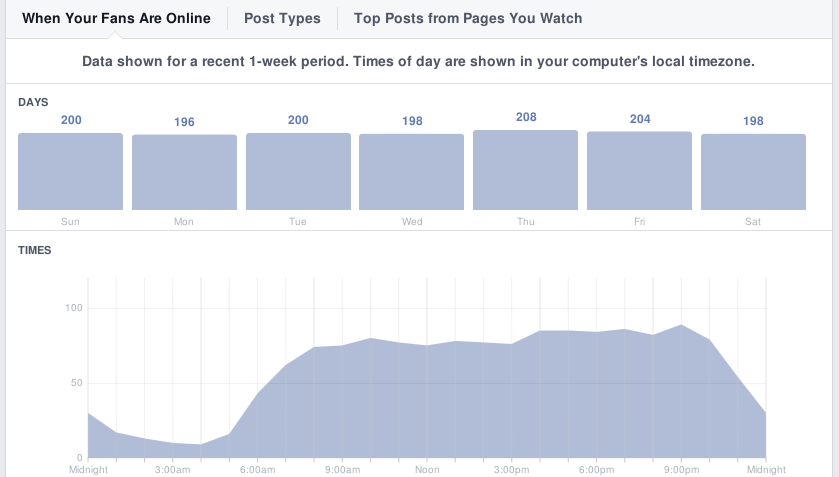 When Your Fans Are Online Post Types Top Posts from Pages You Watch
Data shown for a recent 1-week period. Times of day are shown in your computer's local timezone.
DAYS
200 196 200 198 208 204 198
Sun Mon Tue Wed Thu Fri Sat
TIMES
100
50
0
Midnight 3:00am 6:00am 9:00am Noon 3:00pm 6:00pm 9:00pm Midnight